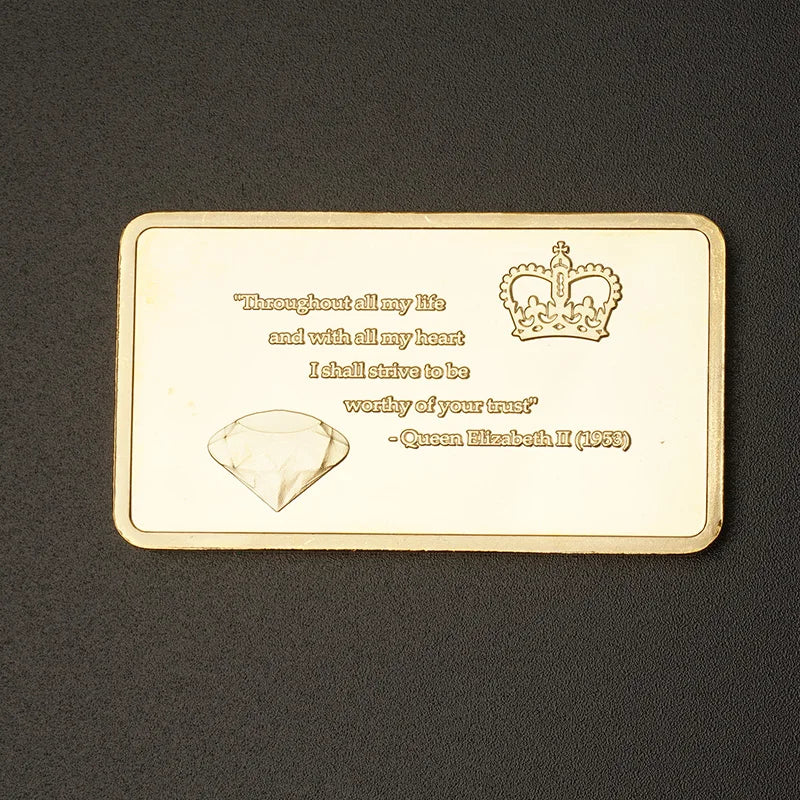 "Throughout all my life
and with all my heart
I shall strive to be
worthy of your trust"
- Queen Elizabeth II (1953)